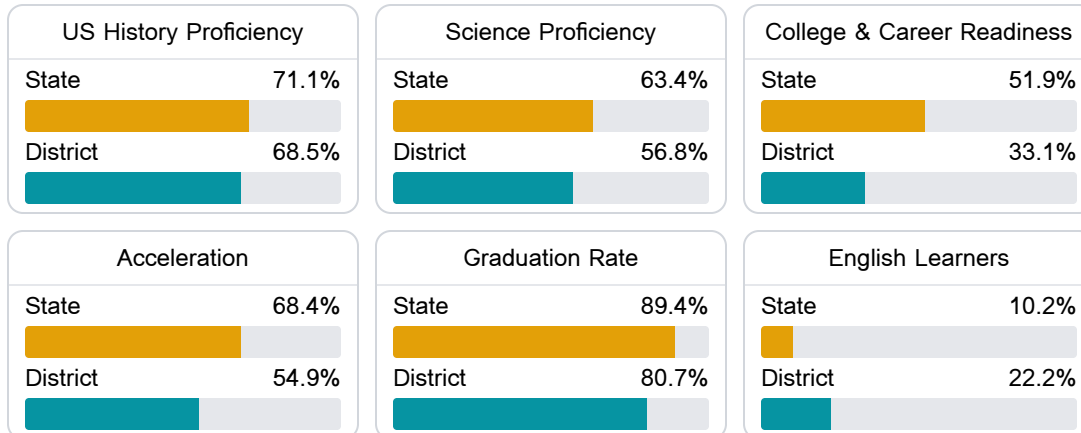 US History Proficiency
State 71.1%
District 68.5%
Science Proficiency
State 63.4%
District 56.8%
College & Career Readiness
State 51.9%
District 33.1%
Acceleration
State 68.4%
District 54.9%
Graduation Rate
State 89.4%
District 80.7%
English Learners
State 10.2%
District 22.2%